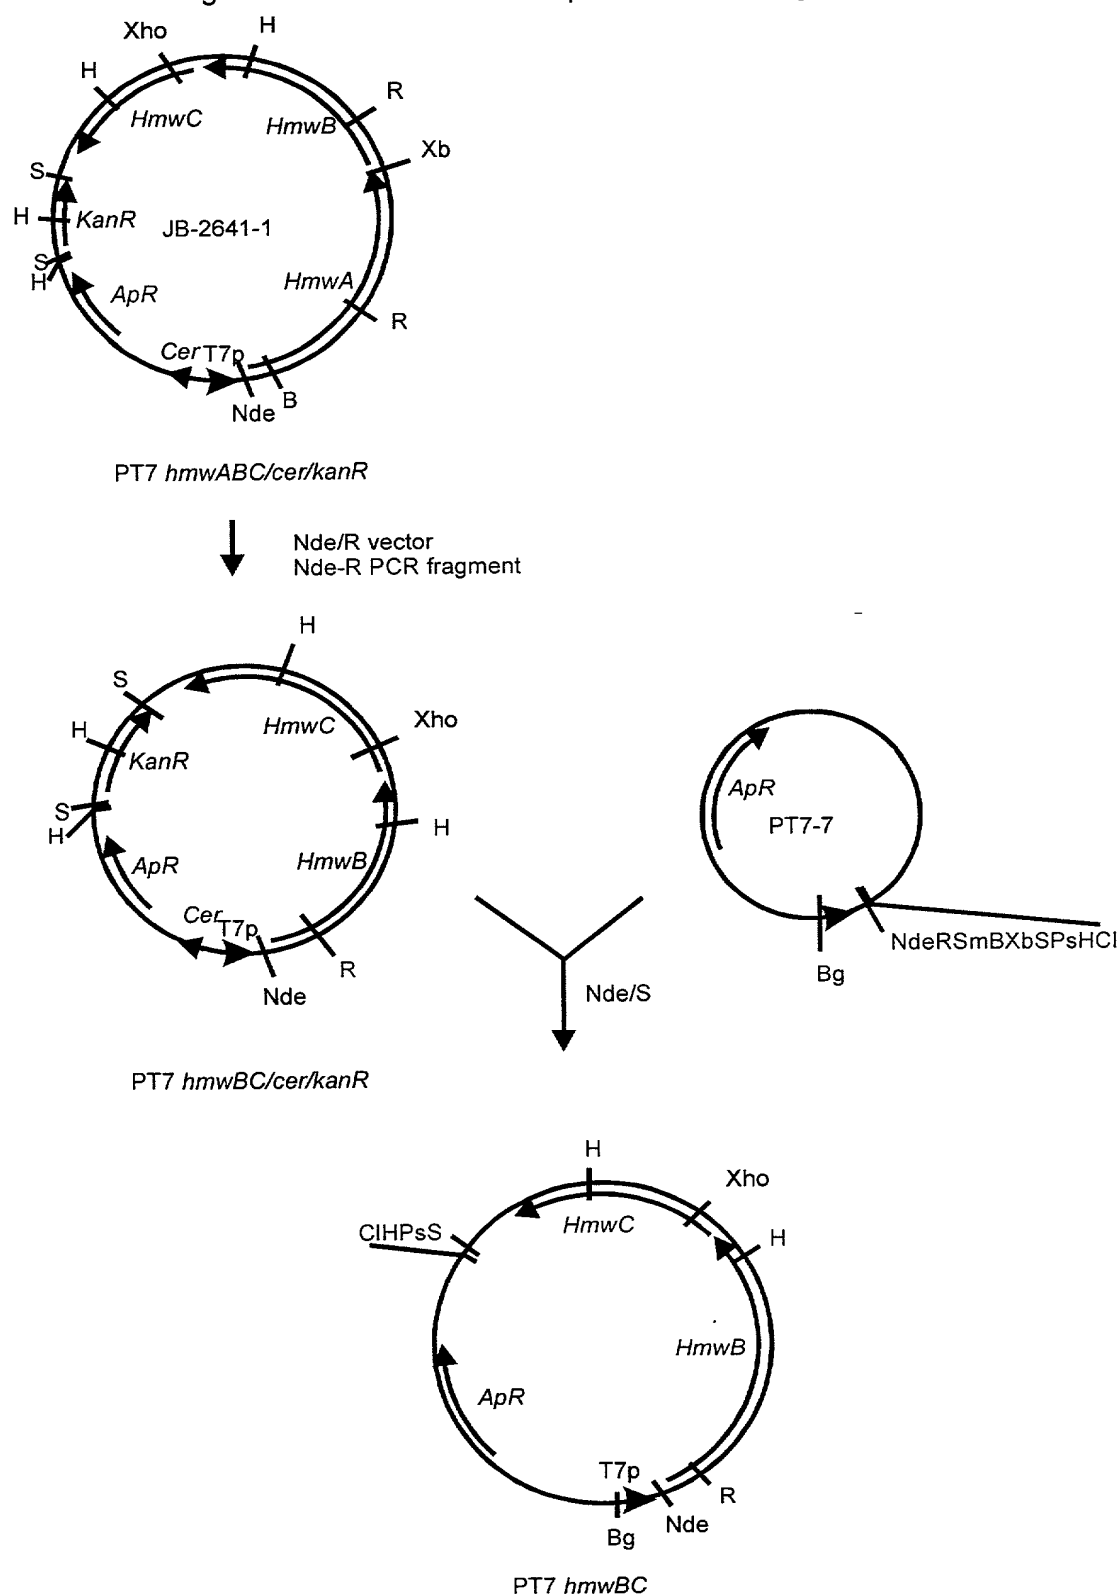 H
Xho
H
R
HmwC
HmwB
Xb
S
H
KanR
JB-2641-1
S
H
HmwA
ApR
R
Cer T7p
B
Nde
PT7 hmwABC/cer/kanR
Nde/R vector
Nde-R PCR fragment
H
S
HmwC
Xho
H
KanR
ApR
PT7-7
S
H
H
HmwB
ApR
Cer
T7p
NdeRSmBXbSPsHCl
R
Bg
Nde
Nde/S
PT7 hmwBC/cer/kanR
H
Xho
HmwC
ClHPsS
H
HmwB
ApR
T7p
R
Nde
Bg
PT7 hmwBC